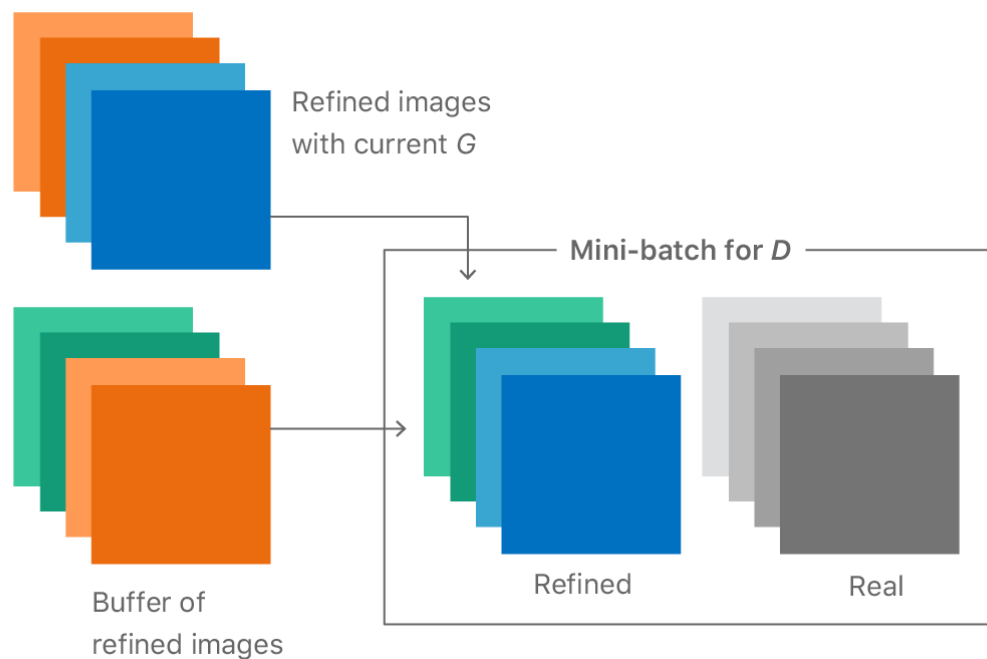 Refined images
with current G
Mini-batch for D
Refined
Real
Buffer of
refined images